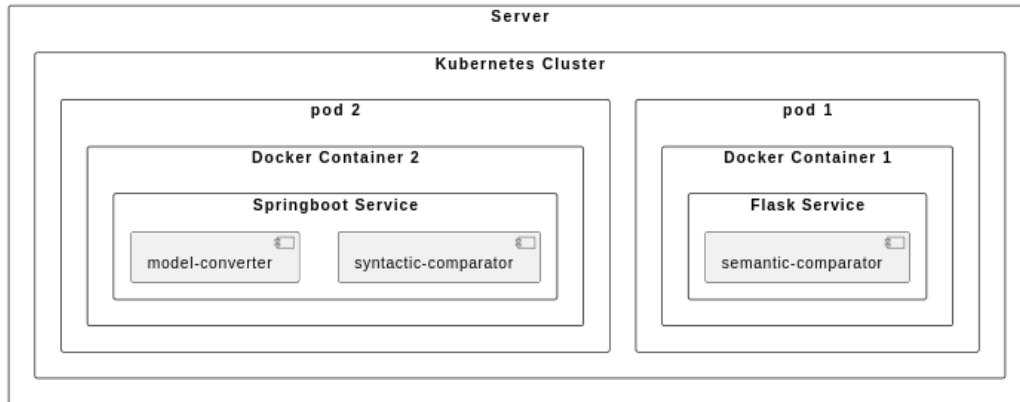 Server
Kubernetes Cluster
pod 2
pod 1
Docker Container 2
Docker Container 1
Springboot Service
Flask Service
model-converter
syntactic-comparator
semantic-comparator